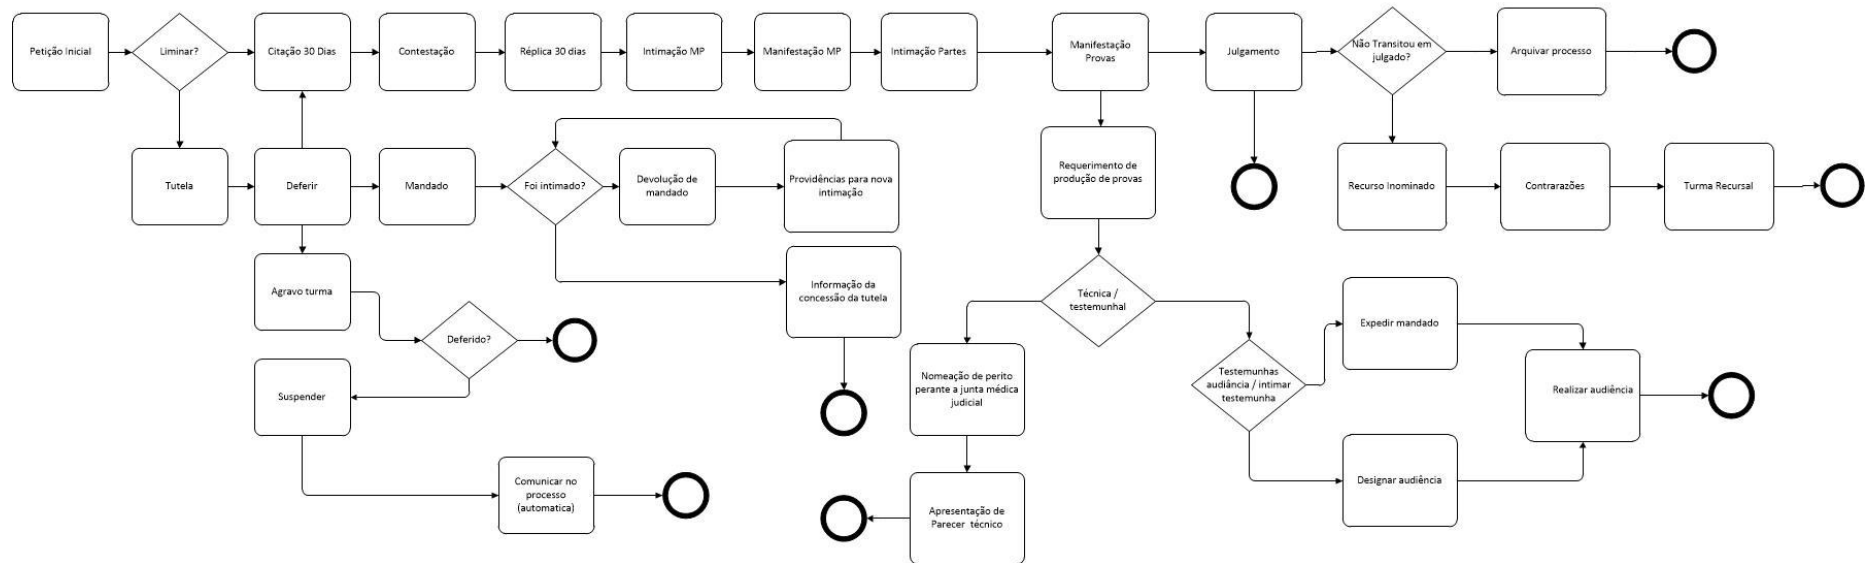 Petição Inicial
Liminar?
Citação 30 Dias
Contestação
Réplica 30 dias
Intimação MP
Manifestação MP
Intimação Partes
Manifestação
Provas
Julgamento
Não Transitou em
julgado?
Arquivar processo
Tutela
Deferir
Mandado
Foi intimado?
Devolução de
mandado
Providências para nova
intimação
Requerimento de
produção de provas
Recurso Inominado
Contrarazões
Turma Recursal
Agravo turma
Deferido?
Informação da
concessão da tutela
Técnica /
testemunhal
Expedir mandado
Suspender
Nomeação de perito
perante a junta médica
judicial
Testemunhas
audiância / intimar
testemunha
Realizar audiência
Comunicar no
processo
(automatica)
Apresentação de
Parecer técnico
Designar audiência